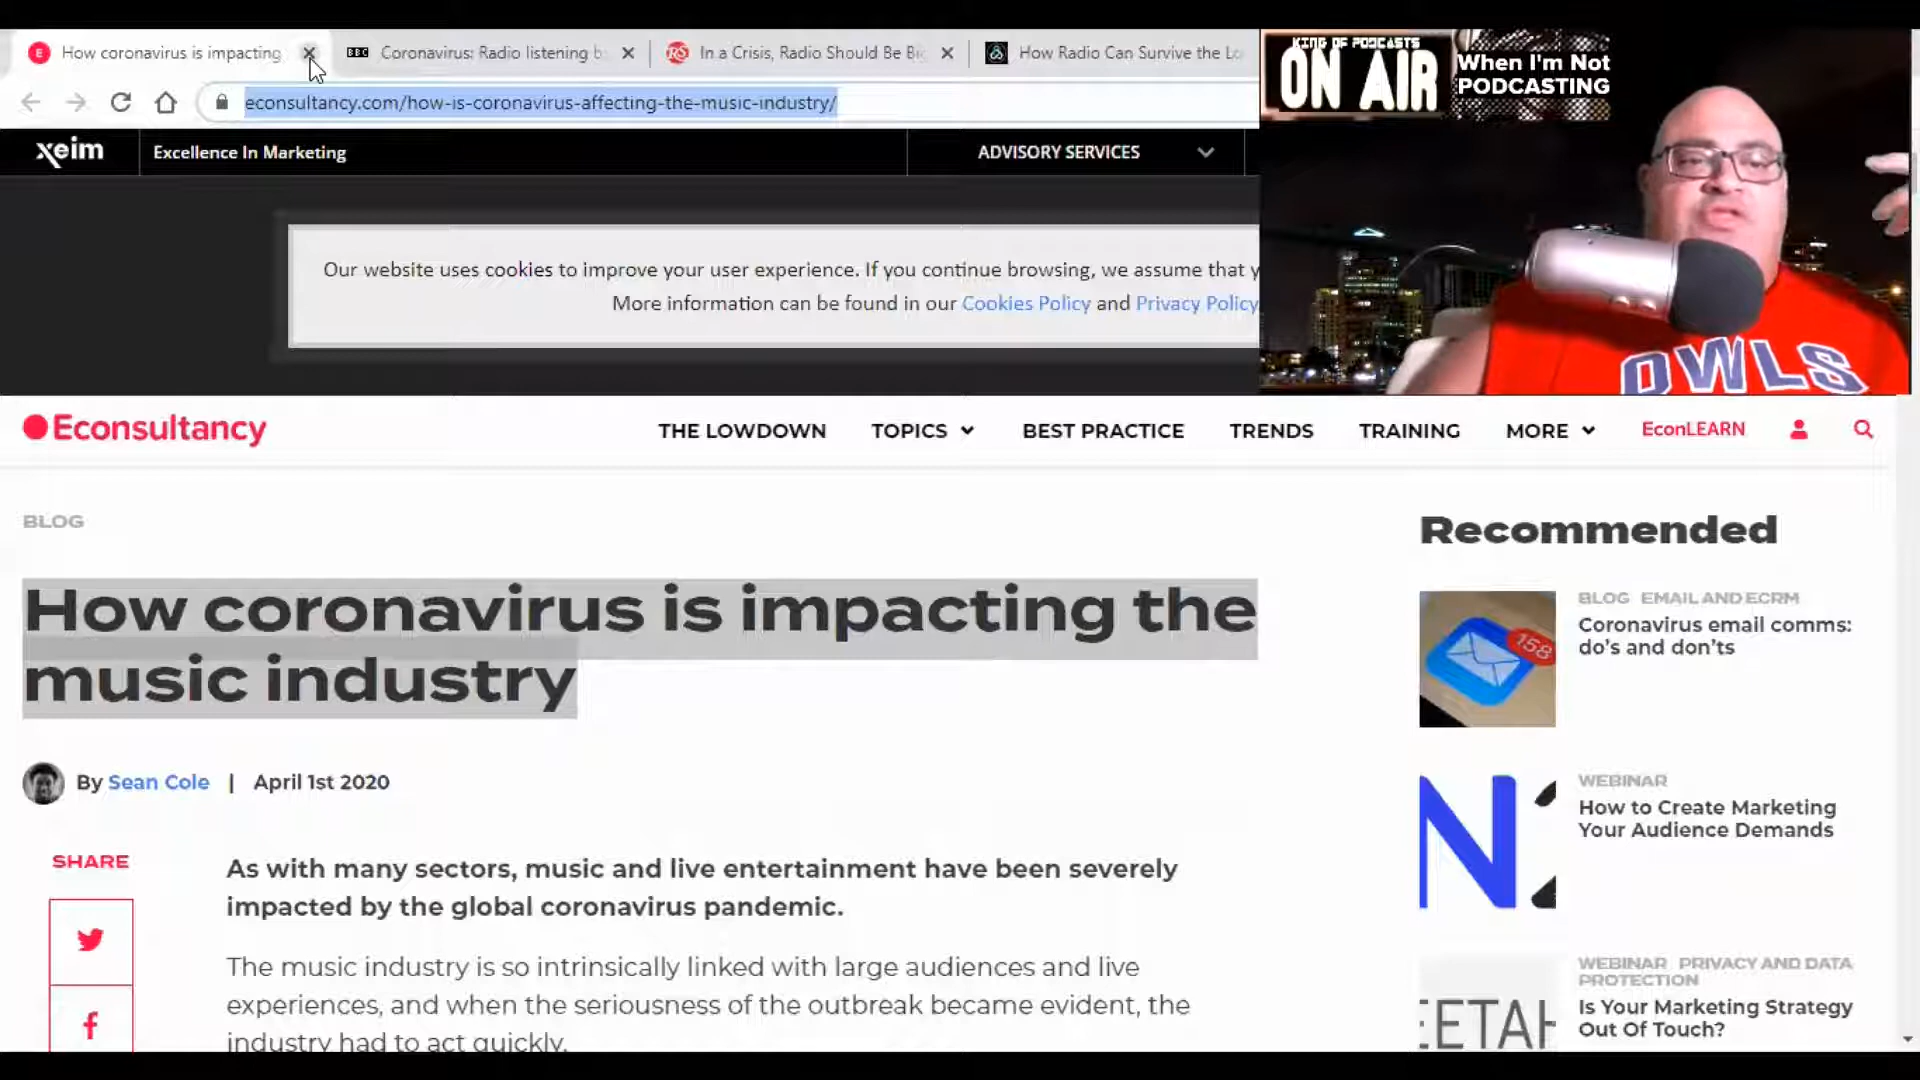 How coronavirus is impacting
Coronavirus: Radio listening b
In a Crisis, Radio Should Be Bi
How Radio Can Survive the Lo
econsultancy.com/how-is-coronavirus-affecting-the-music-industry/
KING OF PODCASTS
ON AIR
When I'm Not
PODCASTING
xeim
Excellence In Marketing
ADVISORY SERVICES
Our website uses cookies to improve your user experience. If you continue browsing, we assume that y
More information can be found in our Cookies Policy and Privacy Policy
OWLS
Econsultancy
THE LOWDOWN
TOPICS
BEST PRACTICE
TRENDS
TRAINING
MORE
EconLEARN
BLOG
How coronavirus is impacting the
music industry
By Sean Cole | April 1st 2020
SHARE
As with many sectors, music and live entertainment have been severely
impacted by the global coronavirus pandemic.
The music industry is so intrinsically linked with large audiences and live
experiences, and when the seriousness of the outbreak became evident, the
industry had to act quickly.
Recommended
158
BLOG EMAIL AND ECRM
Coronavirus email comms:
do's and don'ts
WEBINAR
How to Create Marketing
Your Audience Demands
WEBINAR PRIVACY AND DATA
PROTECTION
Is Your Marketing Strategy
Out Of Touch?